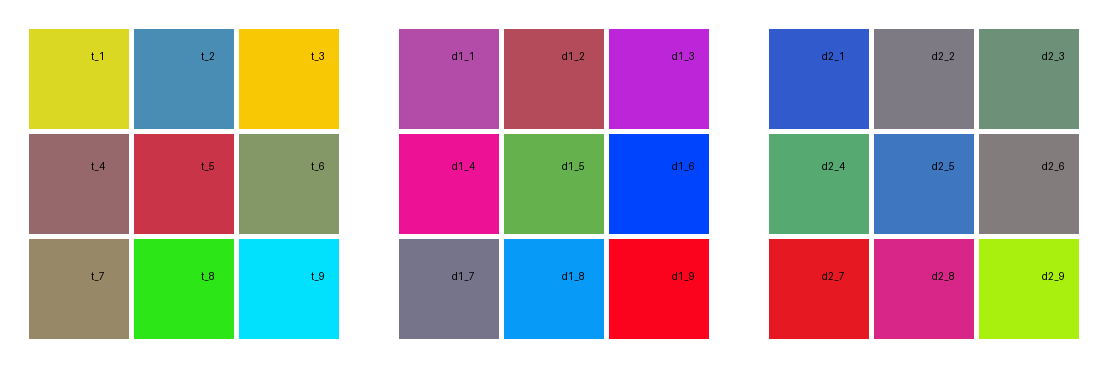 t_1 t_2 t_3 d1_1 d1_2 d1_3 d2_1 d2_2 d2_3
t_4 t_5 t_6 d1_4 d1_5 d1_6 d2_4 d2_5 d2_6
t_7 t_8 t_9 d1_7 d1_8 d1_9 d2_7 d2_8 d2_9